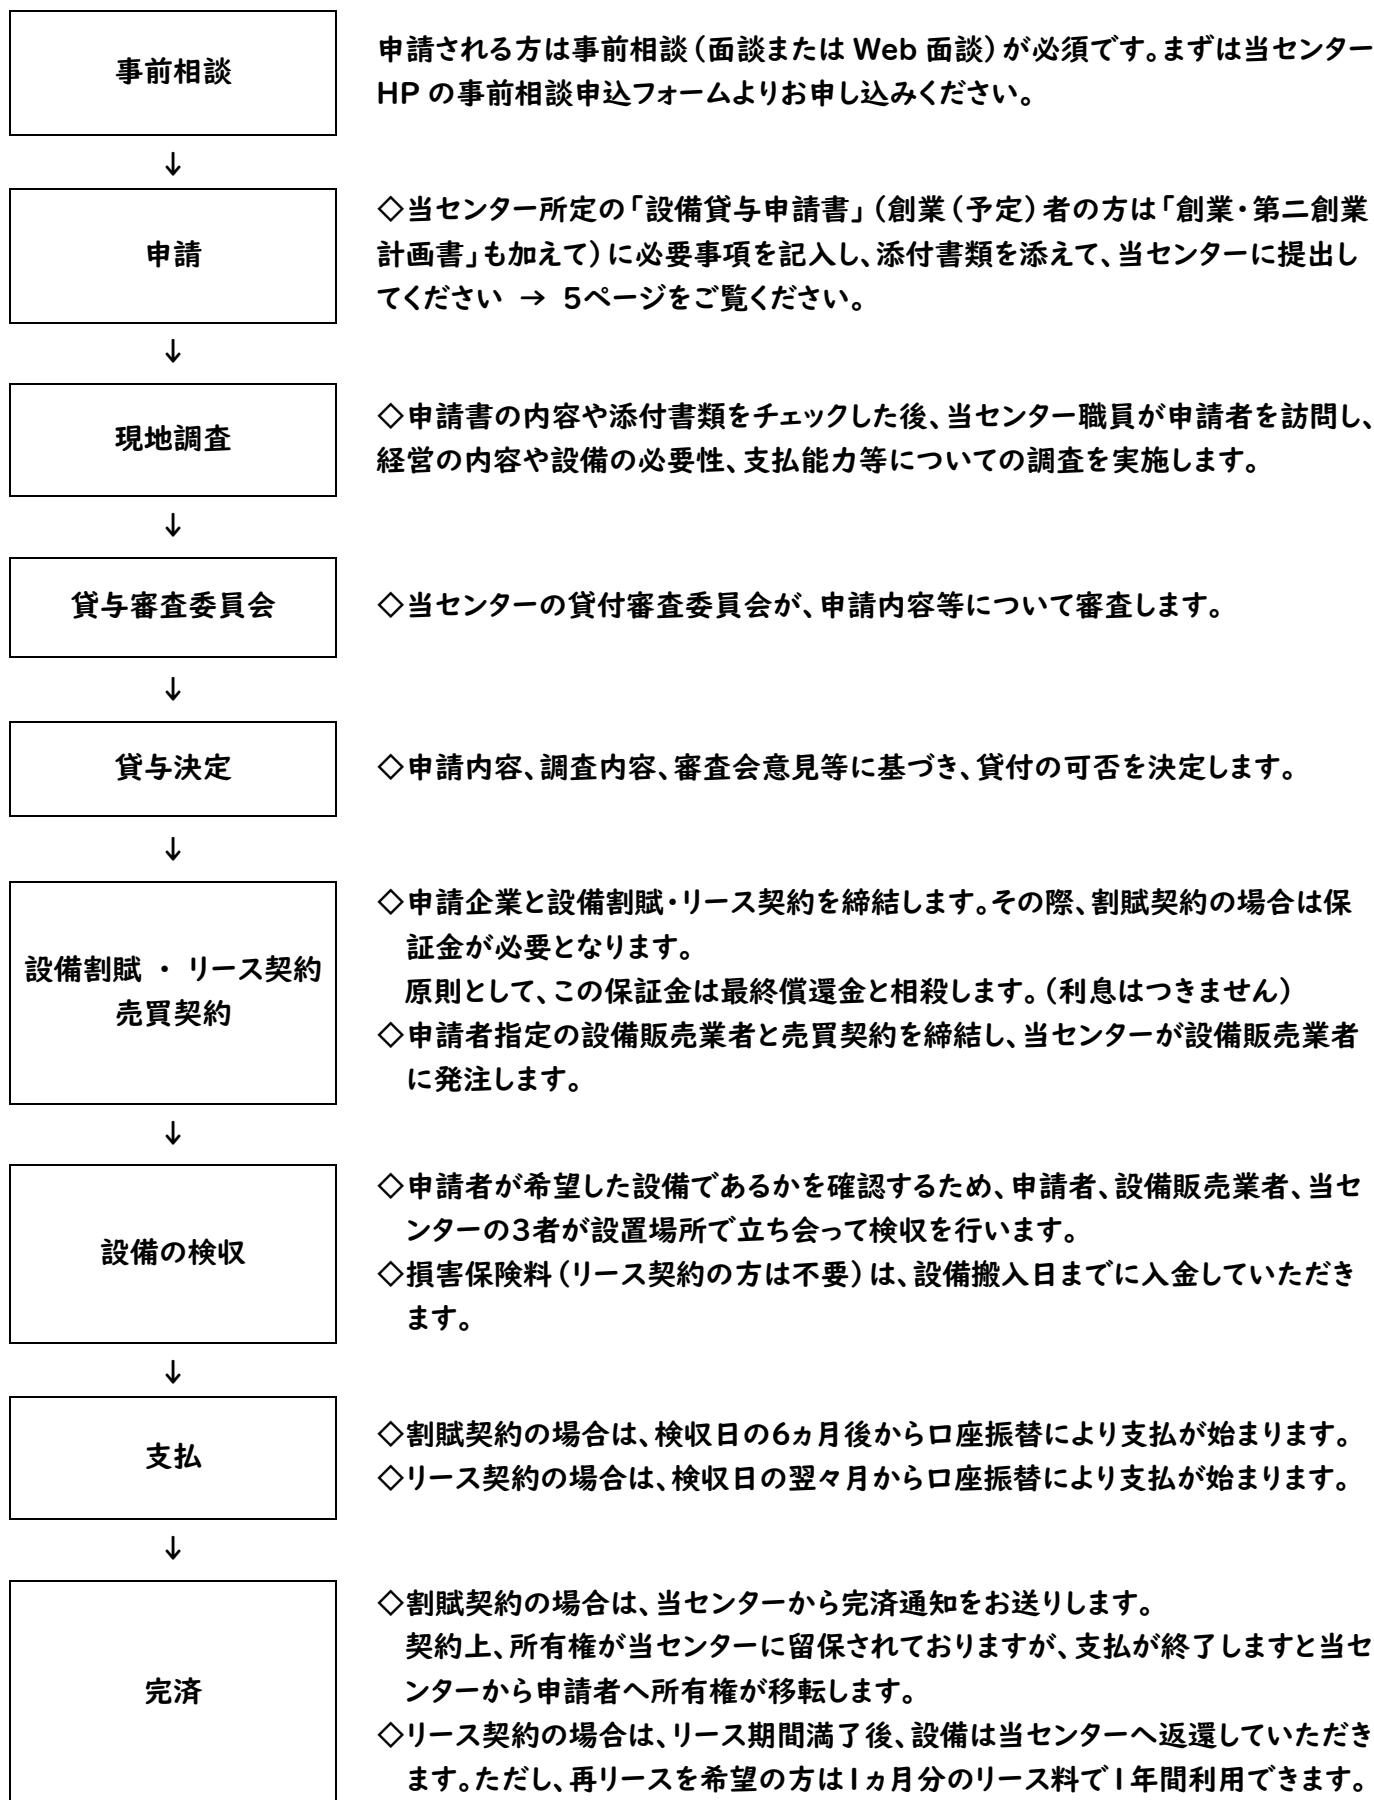 事前相談
申請される方は事前相談（面談または Web 面談）が必須です。まずは当センター
HP の事前相談申込フォームよりお申し込みください。
↓
申請
◇当センター所定の「設備貸与申請書」（創業（予定）者の方は「創業・第二創業
計画書」も加えて）に必要事項を記入し、添付書類を添えて、当センターに提出し
てください → 5ページをご覧ください。
↓
現地調査
◇申請書の内容や添付書類をチェックした後、当センター職員が申請者を訪問し、
経営の内容や設備の必要性、支払能力等についての調査を実施します。
↓
貸与審査委員会
◇当センターの貸付審査委員会が、申請内容等について審査します。
↓
貸与決定
◇申請内容、調査内容、審査会意見等に基づき、貸付の可否を決定します。
↓
設備割賦 ・ リース契約
売買契約
◇申請企業と設備割賦・リース契約を締結します。その際、割賦契約の場合は保
証金が必要となります。
原則として、この保証金は最終償還金と相殺します。（利息はつきません）
◇申請者指定の設備販売業者と売買契約を締結し、当センターが設備販売業者
に発注します。
↓
設備の検収
◇申請者が希望した設備であるかを確認するため、申請者、設備販売業者、当セ
ンターの3者が設置場所で立ち会って検収を行います。
◇損害保険料（リース契約の方は不要）は、設備搬入日までに入金していただき
ます。
↓
支払
◇割賦契約の場合は、検収日の6ヵ月後から口座振替により支払が始まります。
◇リース契約の場合は、検収日の翌々月から口座振替により支払が始まります。
↓
完済
◇割賦契約の場合は、当センターから完済通知をお送りします。
契約上、所有権が当センターに留保されておりますが、支払が終了しますと当セ
ンターから申請者へ所有権が移転します。
◇リース契約の場合は、リース期間満了後、設備は当センターへ返還していただき
ます。ただし、再リースを希望の方は1ヵ月分のリース料で1年間利用できます。